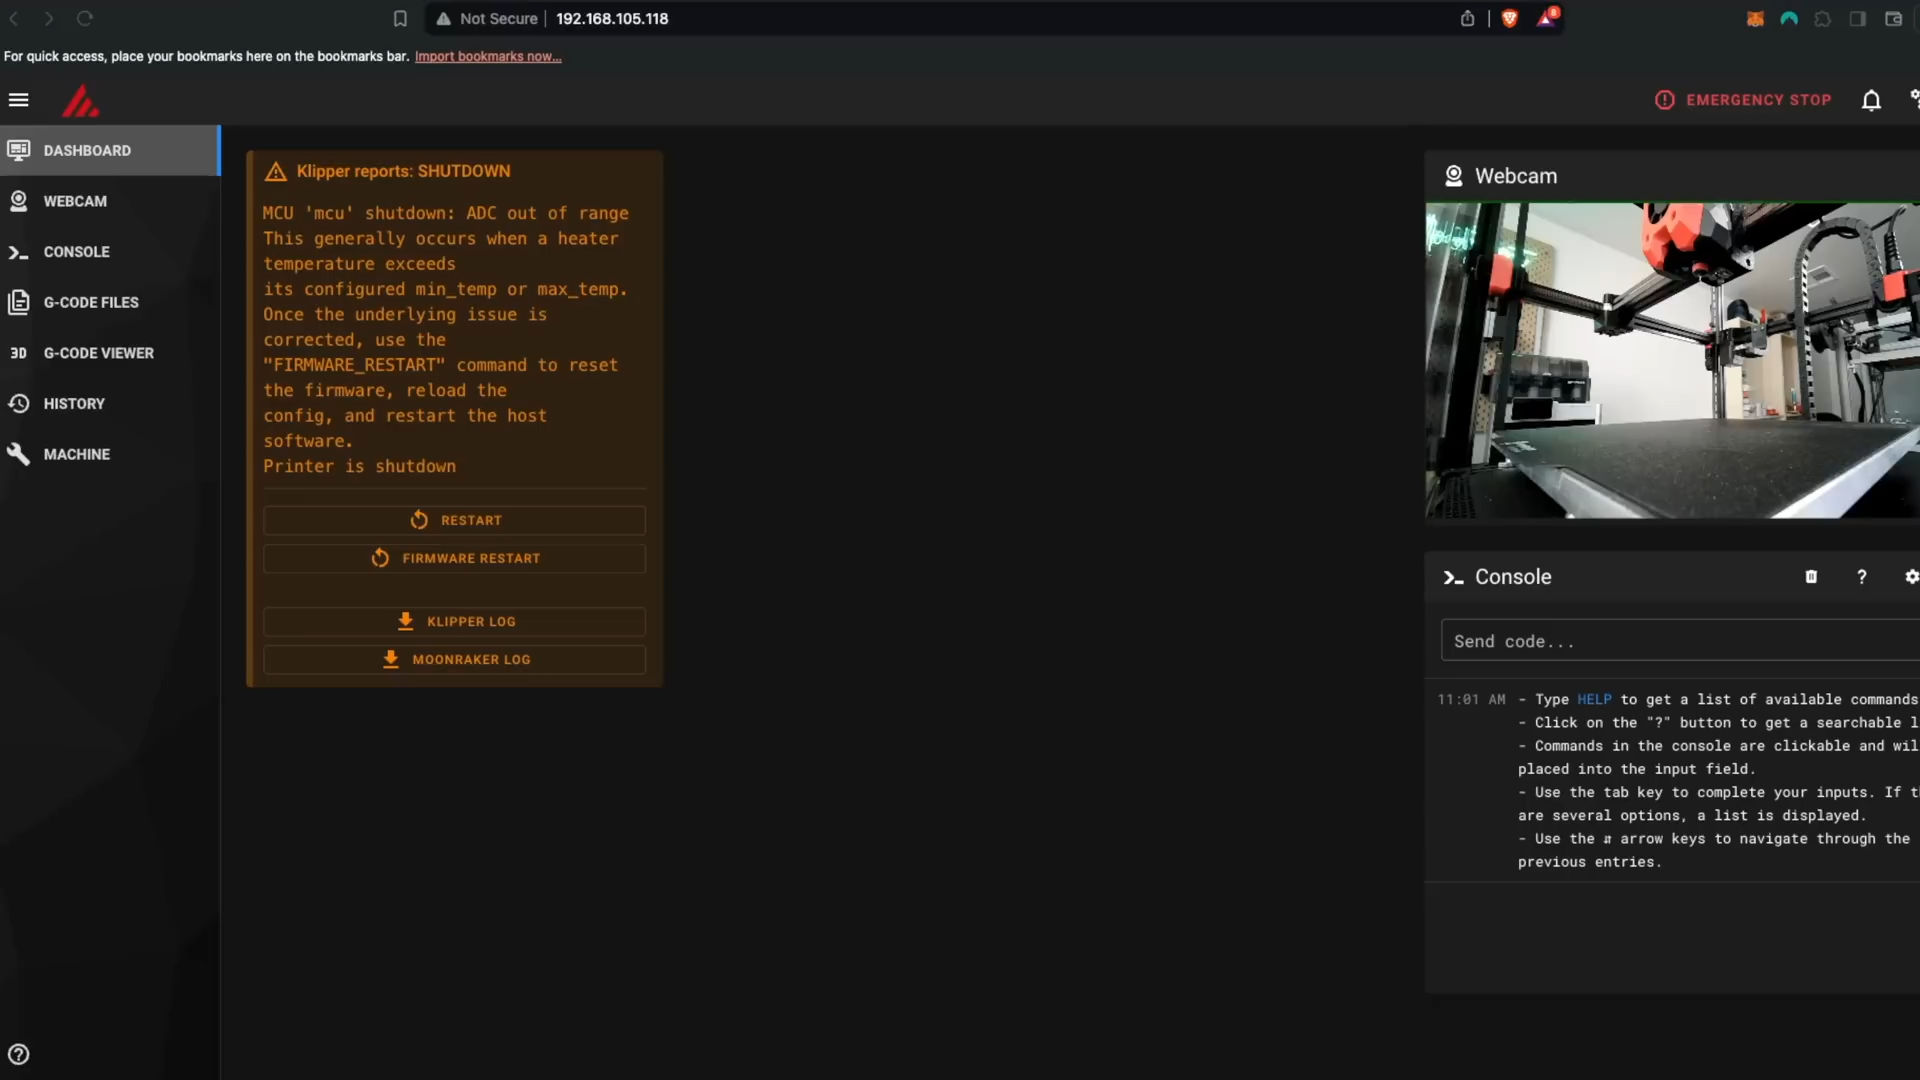 Not Secure 192.168.105.118
8
For quick access, place your bookmarks here on the bookmarks bar. Import bookmarks now...
EMERGENCY STOP
DASHBOARD
WEBCAM
CONSOLE
G-CODE FILES
3D G-CODE VIEWER
HISTORY
MACHINE
Klipper reports: SHUTDOWN
MCU 'mcu' shutdown: ADC out of range
This generally occurs when a heater
temperature exceeds
its configured min_temp or max_temp.
Once the underlying issue is
corrected, use the
"FIRMWARE_RESTART" command to reset
the firmware, reload the
config, and restart the host
software.
Printer is shutdown
RESTART
FIRMWARE RESTART
KLIPPER LOG
MOONRAKER LOG
Webcam
Console
?
Send code...
11:01 AM - Type HELP to get a list of available commands
- Click on the "?" button to get a searchable l
- Commands in the console are clickable and wil
placed into the input field.
- Use the tab key to complete your inputs. If t
are several options, a list is displayed.
- Use the ⇵ arrow keys to navigate through the
previous entries.